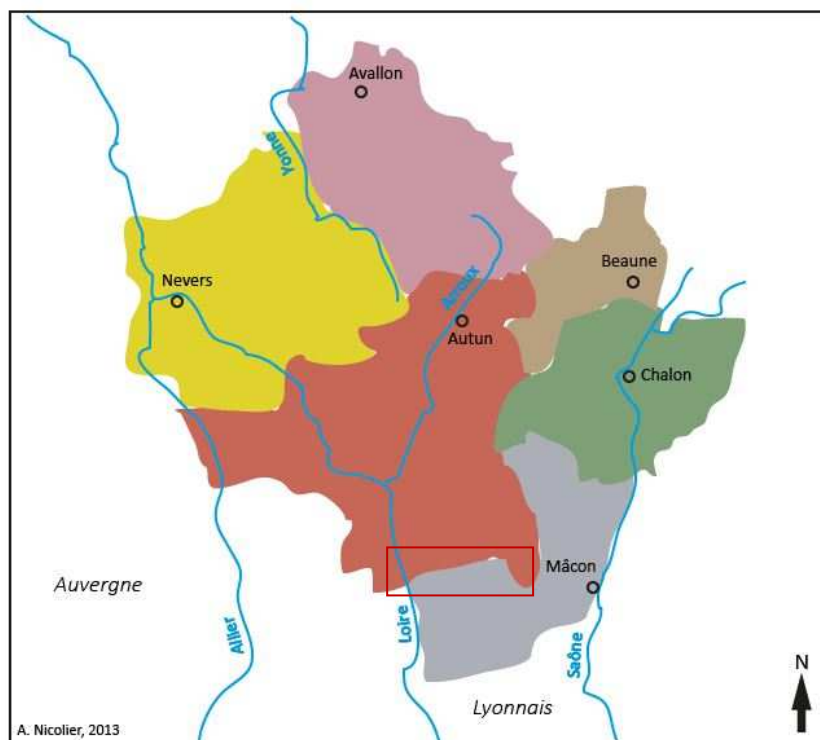 Avallon
Yonne
Beaune
Nevers
Arroux
Autun
Chalon
Auvergne
Mâcon
Allier
Loire
Saône
Lyonnais
N
A. Nicolier, 2013